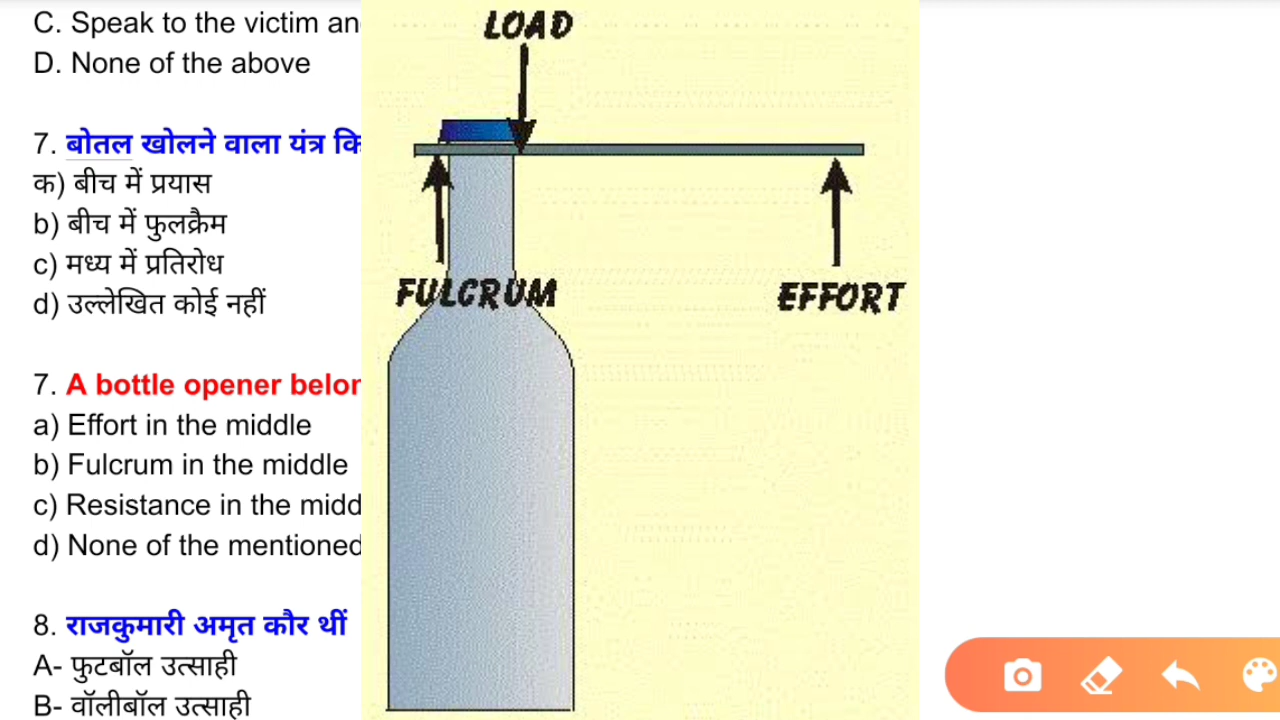 C. Speak to the victim an
D. None of the above
7. बोतल खोलने वाला यंत्र कि
क) बीच में प्रयास
b) बीच में फुलक्रैम
c) मध्य में प्रतिरोध
d) उल्लेखित कोई नहीं
7. A bottle opener belor
a) Effort in the middle
b) Fulcrum in the middle
c) Resistance in the midd
d) None of the mentioned
8. राजकुमारी अमृत कौर थीं
A- फुटबॉल उत्साही
B- वॉलीबॉल उत्साही
LOAD
FULCRUM
EFFORT